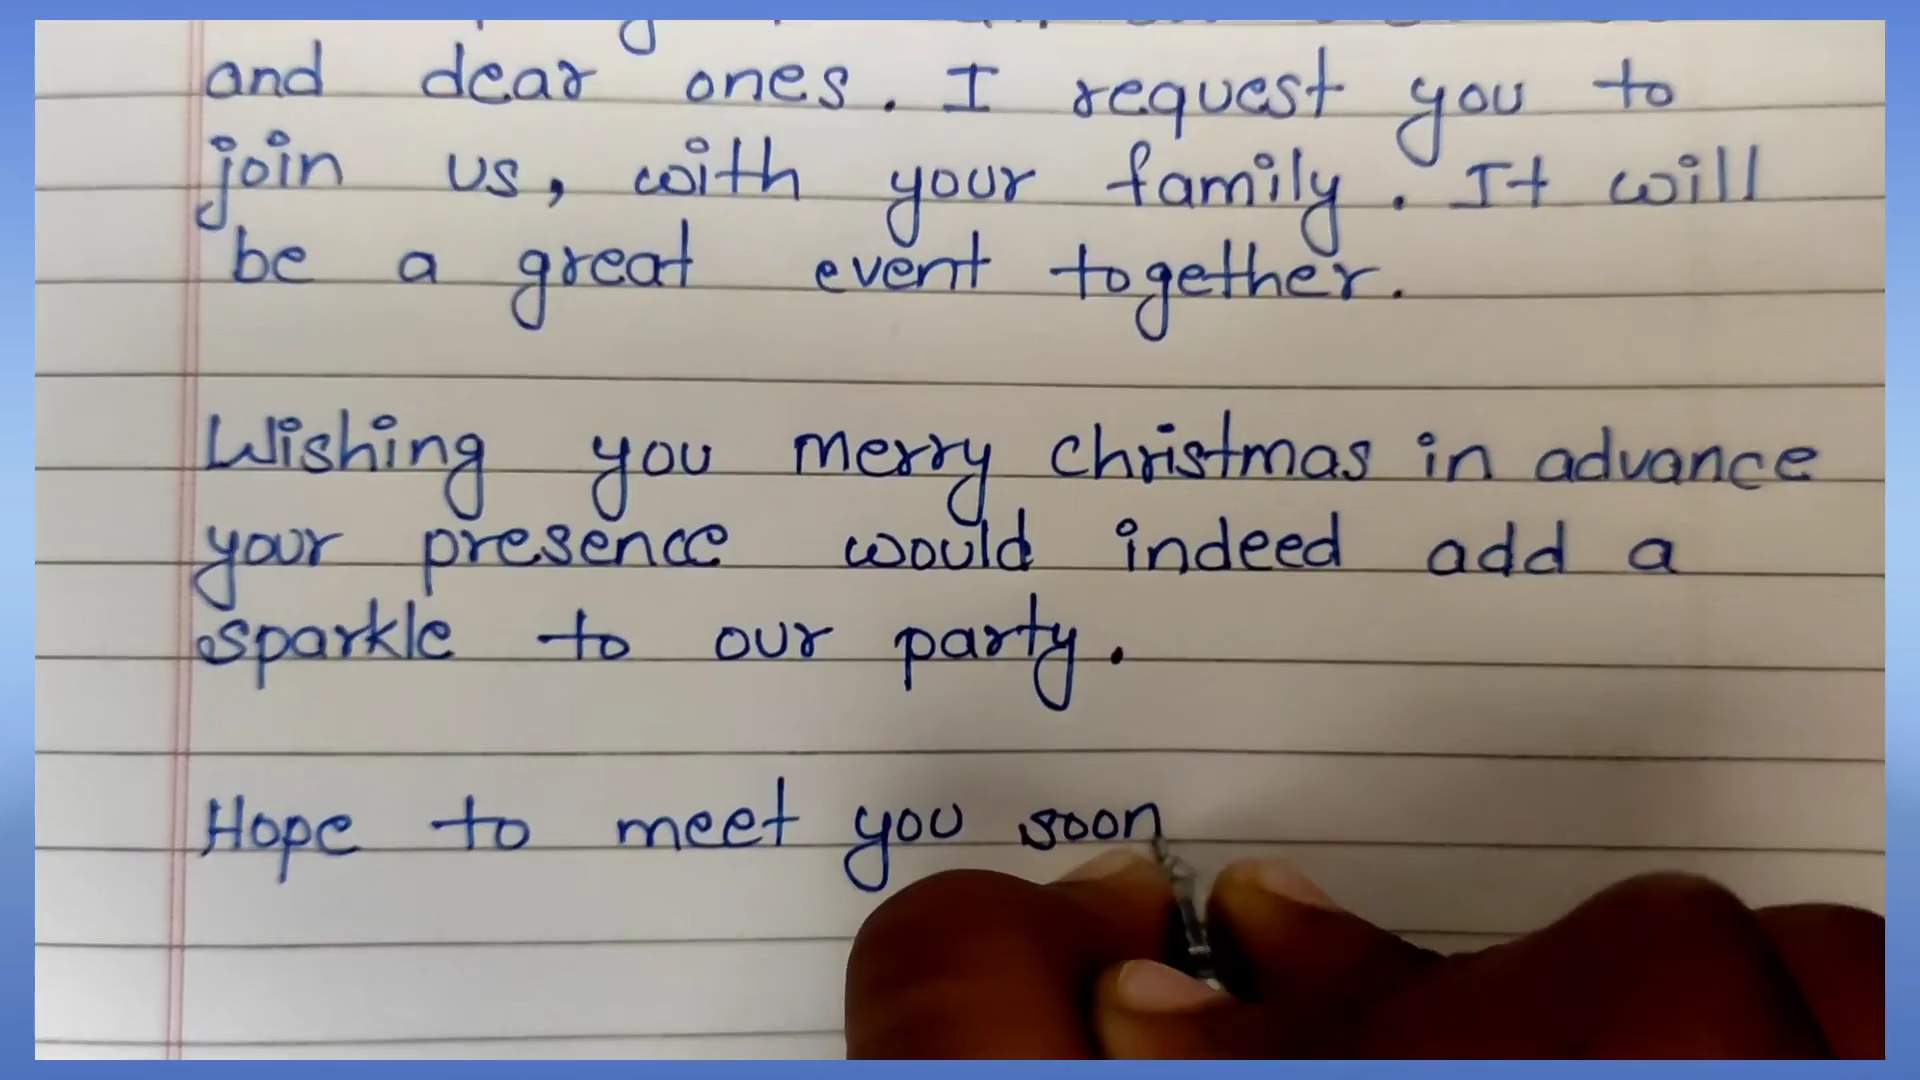 and dear ones. I request you to
join us, with your family. It will
be a great event together.
Wishing you merry christmas in advance
your presence would indeed add a
sparkle to our party.
Hope to meet you soon